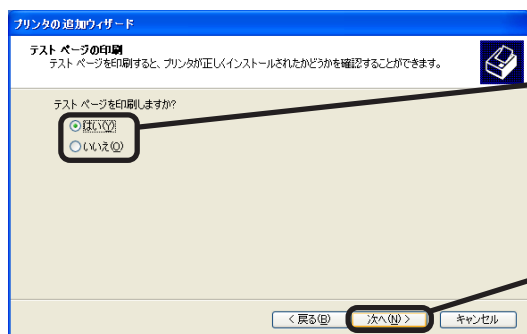 プリンタの追加ウィザード
テスト ページの印刷
テスト ページを印刷すると、プリンタが正しくインストールされたかどうかを確認することができます。
テスト ページを印刷しますか?
はい(Y)
いいえ(O)
< 戻る(B) 次へ(N) > キャンセル